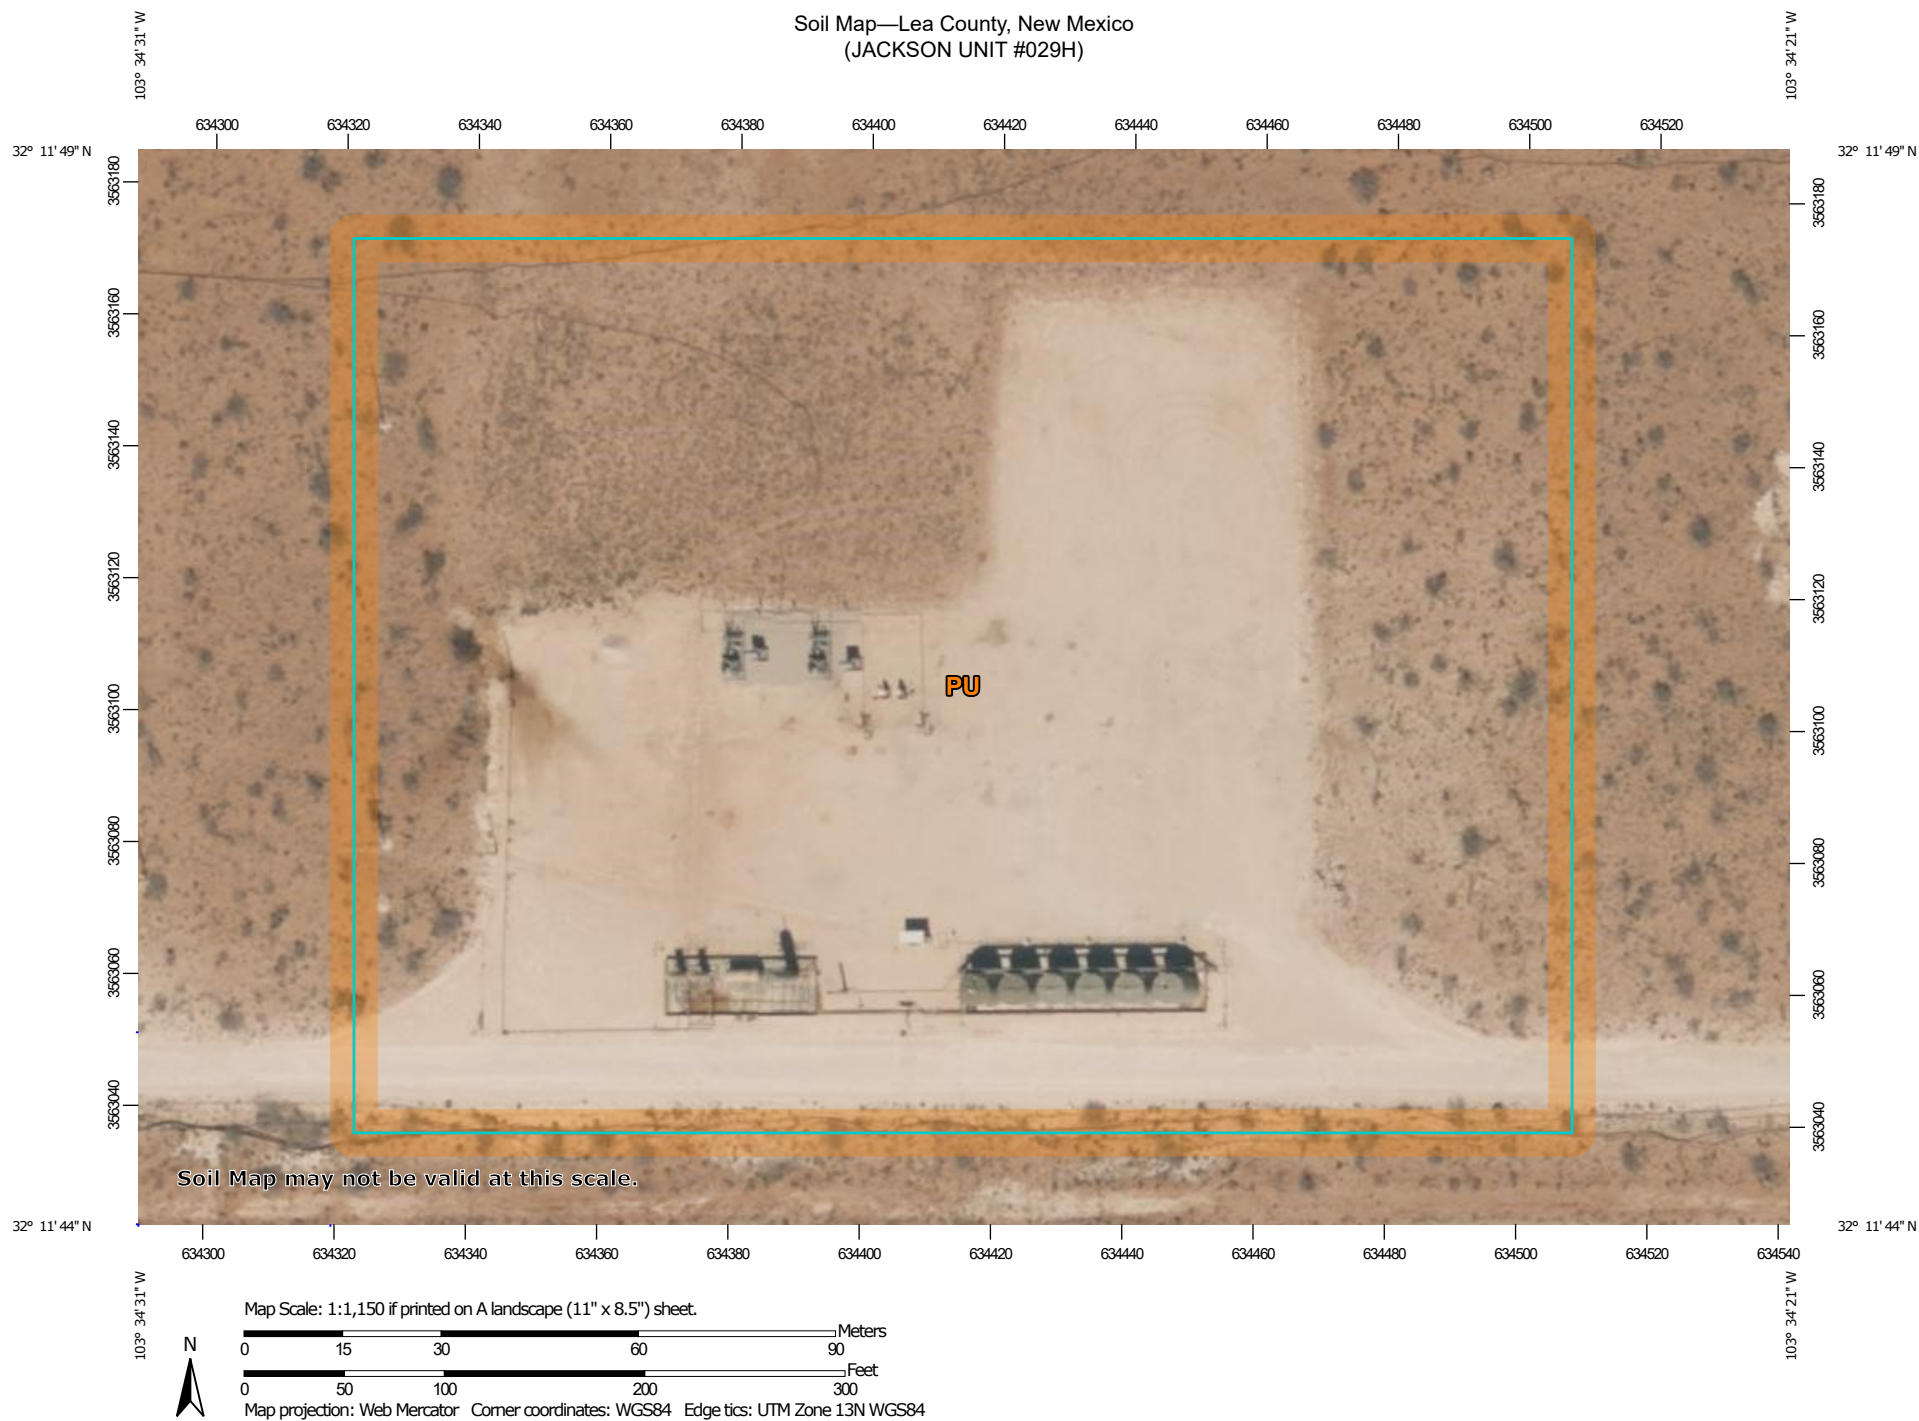 Soil Map—Lea County, New Mexico
(JACKSON UNIT #029H)
103° 34' 31'' W
103° 34' 21'' W
634300 634320 634340 634360 634380 634400 634420 634440 634460 634480 634500 634520
32° 11' 49'' N
32° 11' 49'' N
3563180
3563180
3563160
3563160
3563140
3563140
3563120
3563120
PU
3563100
3563100
3563080
3563080
3563060
3563060
3563040
3563040
Soil Map may not be valid at this scale.
32° 11' 44'' N
32° 11' 44'' N
634300 634320 634340 634360 634380 634400 634420 634440 634460 634480 634500 634520 634540
103° 34' 31'' W
103° 34' 21'' W
Map Scale: 1:1,150 if printed on A landscape (11" x 8.5") sheet.
N
Meters
0 15 30 60 90
Feet
0 50 100 200 300
Map projection: Web Mercator Corner coordinates: WGS84 Edge tics: UTM Zone 13N WGS84